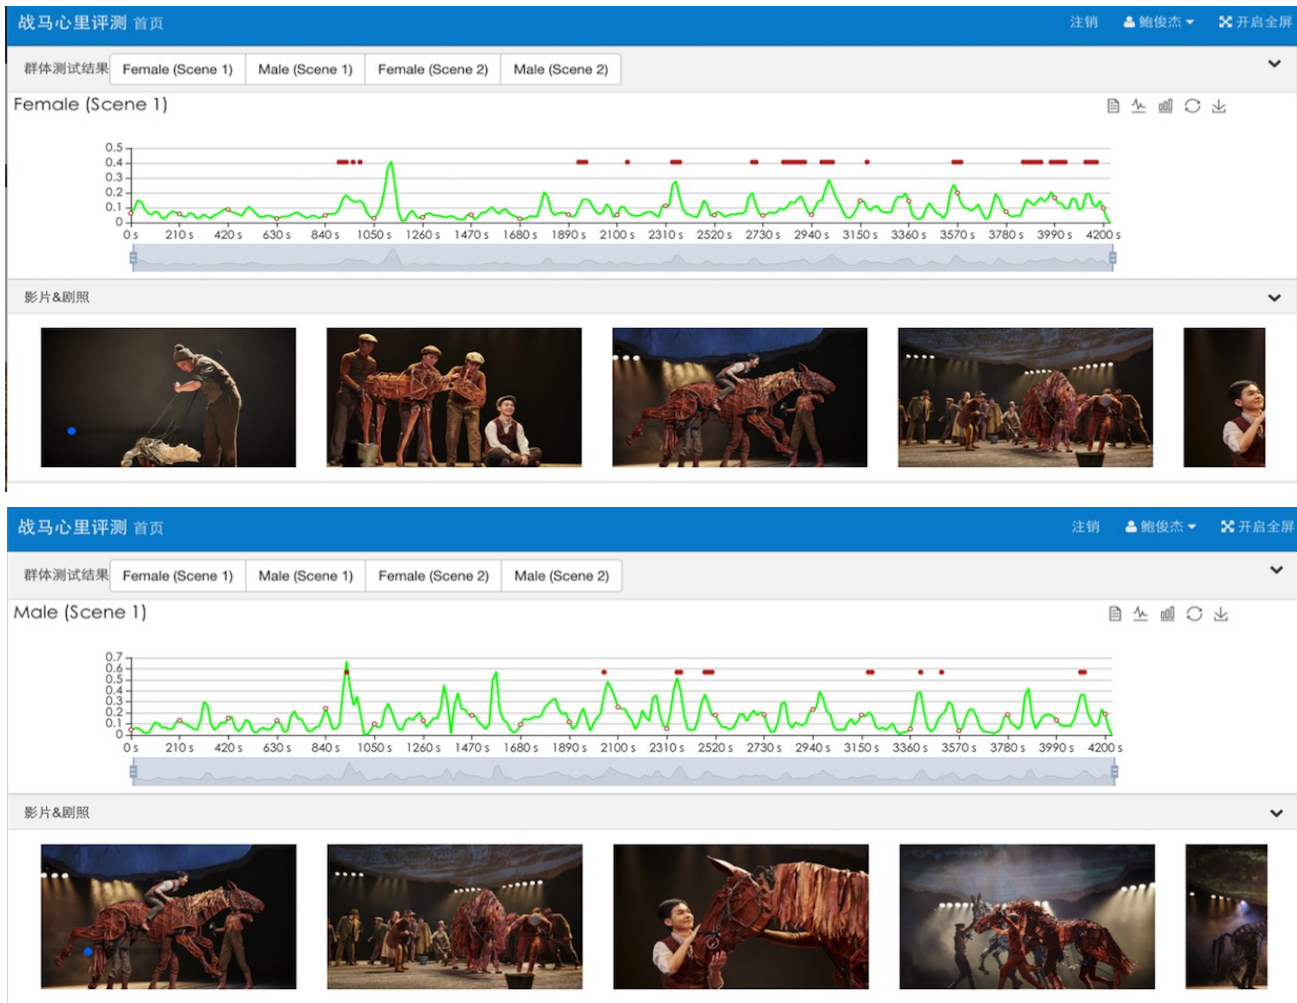 战马心里评测 首页 注销 鲍俊杰 开启全屏
群体测试结果 Female (Scene 1) Male (Scene 1) Female (Scene 2) Male (Scene 2)
Female (Scene 1)
0.5
0.4
0.3
0.2
0.1
0
0 s 210 s 420 s 630 s 840 s 1050 s 1260 s 1470 s 1680 s 1890 s 2100 s 2310 s 2520 s 2730 s 2940 s 3150 s 3360 s 3570 s 3780 s 3990 s 4200 s
影片&剧照
战马心里评测 首页 注销 鲍俊杰 开启全屏
群体测试结果 Female (Scene 1) Male (Scene 1) Female (Scene 2) Male (Scene 2)
Male (Scene 1)
0.7
0.6
0.5
0.4
0.3
0.2
0.1
0
0 s 210 s 420 s 630 s 840 s 1050 s 1260 s 1470 s 1680 s 1890 s 2100 s 2310 s 2520 s 2730 s 2940 s 3150 s 3360 s 3570 s 3780 s 3990 s 4200 s
影片&剧照